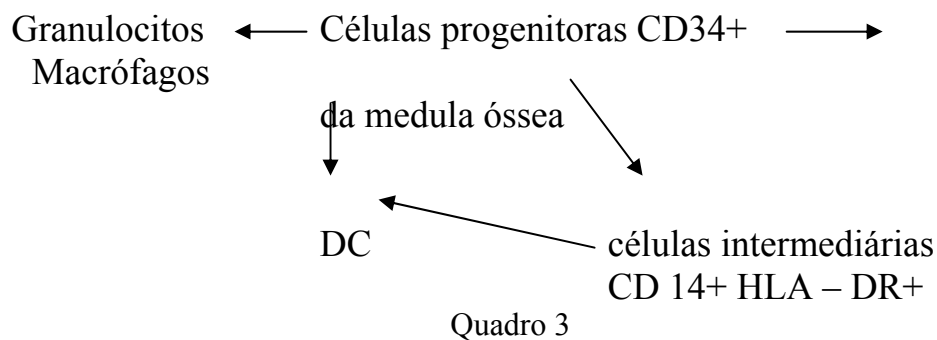 Granulocitos Células progenitoras CD34+
Macrófagos
da medula óssea
DC células intermediárias
CD 14+ HLA – DR+
Quadro 3